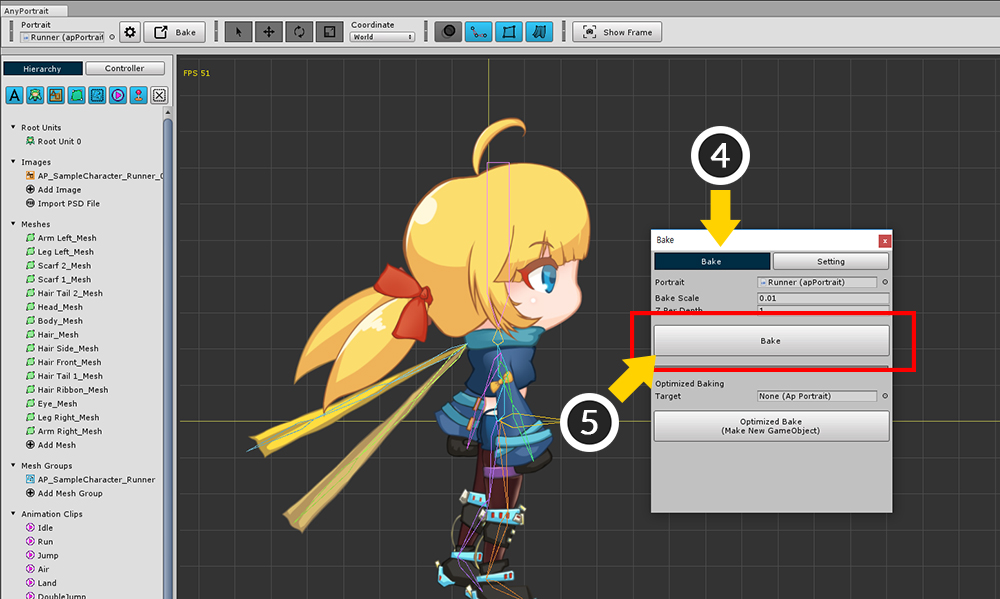 AnyPortrait
Portrait
Runner (apPortrait
Bake
Coordinate
World
Show Frame
Hierarchy
Controller
A
FPS 51
Root Units
Root Unit 0
Images
AP_SampleCharacter_Runner_0
Add Image
Import PSD File
Meshes
Arm Left_Mesh
Leg Left_Mesh
Scarf 2_Mesh
Scarf 1_Mesh
Hair Tail 2_Mesh
Head_Mesh
Body_Mesh
Hair_Mesh
Hair Side_Mesh
Hair Front_Mesh
Hair Tail 1_Mesh
Hair Ribbon_Mesh
Eye_Mesh
Leg Right_Mesh
Arm Right_Mesh
Add Mesh
Mesh Groups
AP_SampleCharacter_Runner
Add Mesh Group
Animation Clips
Idle
Run
Jump
Air
Land
DoubleJump
4
Bake
x
Bake
Setting
Portrait
Runner (apPortrait)
Bake Scale
0.01
Z Per Depth
1
Bake
5
Optimized Baking
Target
None (Ap Portrait)
Optimized Bake
(Make New GameObject)